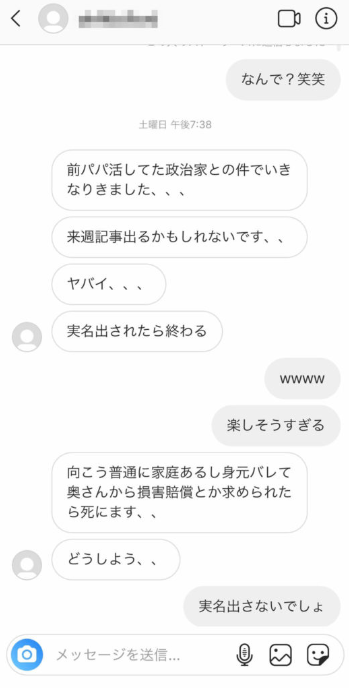 なんで?笑笑
土曜日 午後7:38
前パパ活してた政治家との件でいき
なりきました、、、
来週記事出るかもしれないです、、
ヤバイ、、、
実名出されたら終わる
wwww
楽しそうすぎる
向こう普通に家庭あるし身元バレて
奥さんから損害賠償とか求められた
ら死にます、、
どうしよう、、
実名出さないでしょ
メッセージを送信...